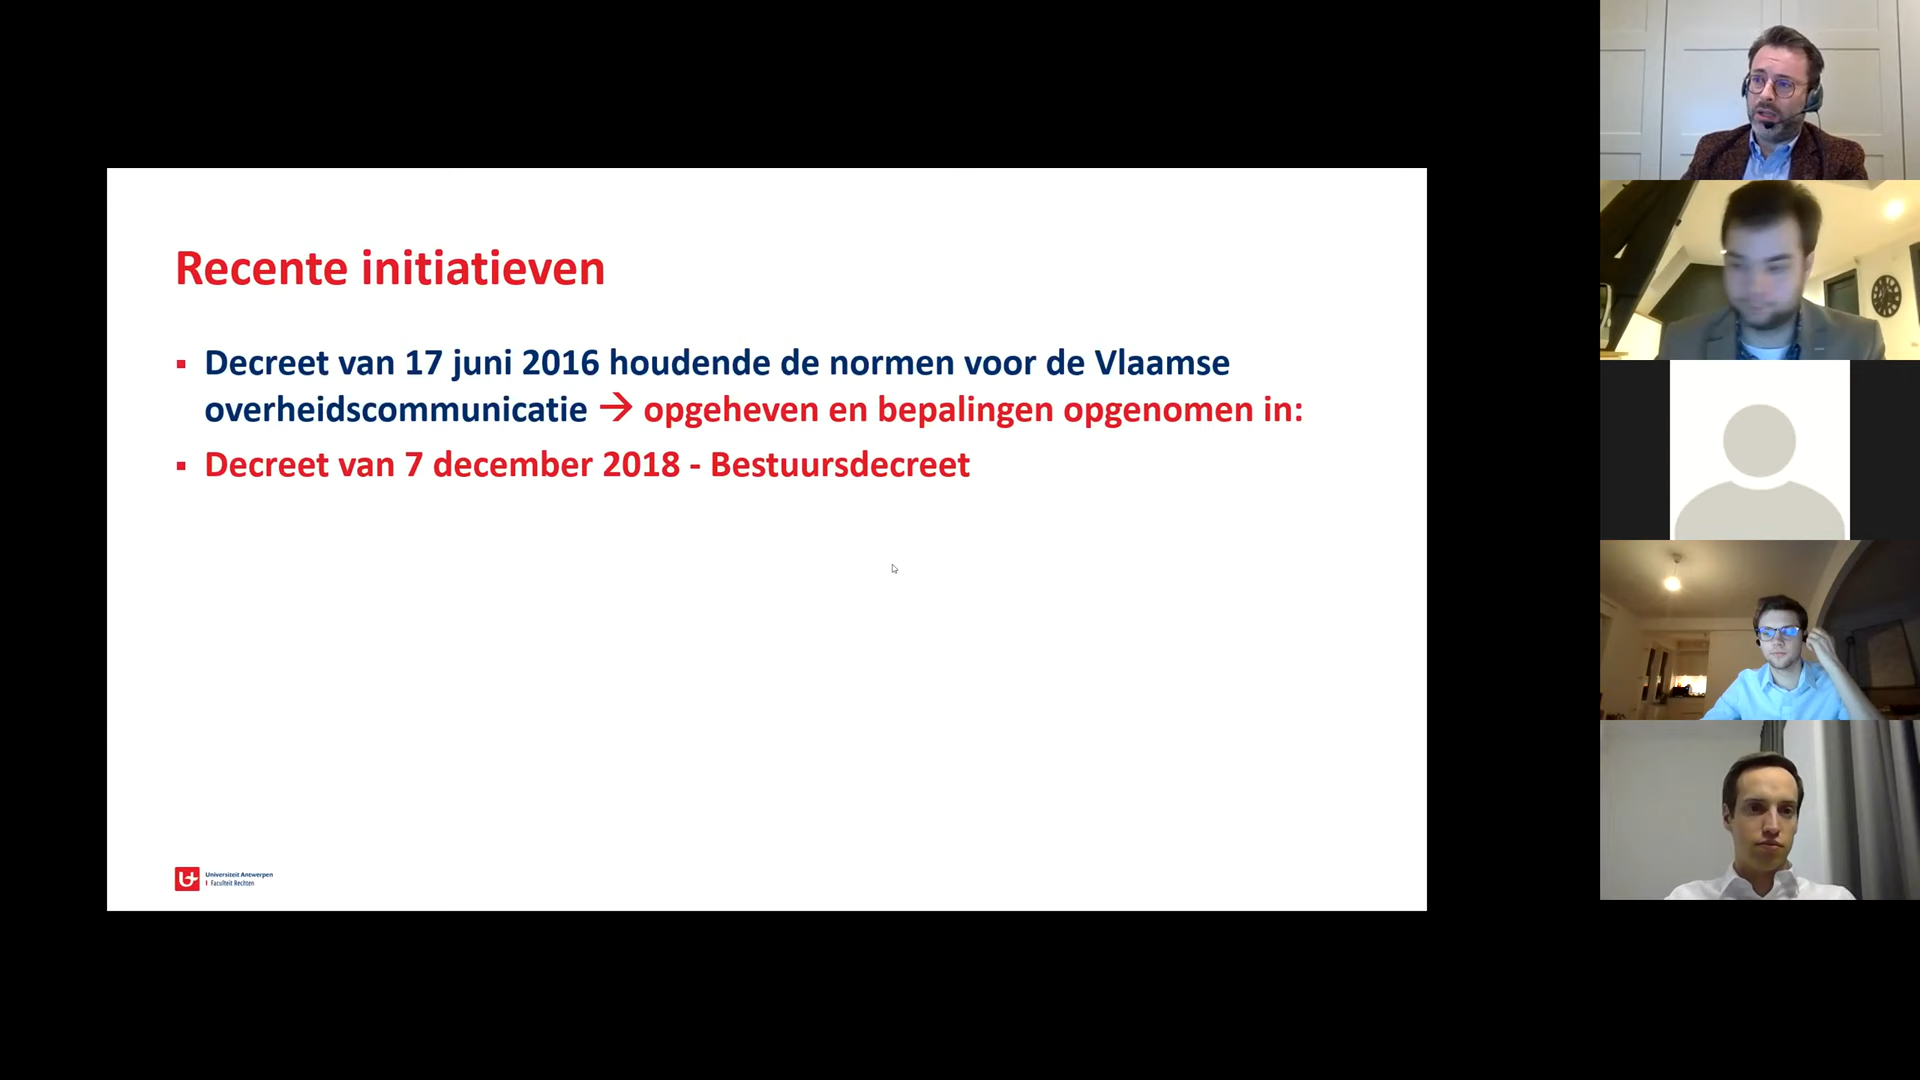 Recente initiatieven
▪ Decreet van 17 juni 2016 houdende de normen voor de Vlaamse
overheidscommunicatie → opgeheven en bepalingen opgenomen in:
▪ Decreet van 7 december 2018 - Bestuursdecreet
Universiteit Antwerpen
| Faculteit Rechten